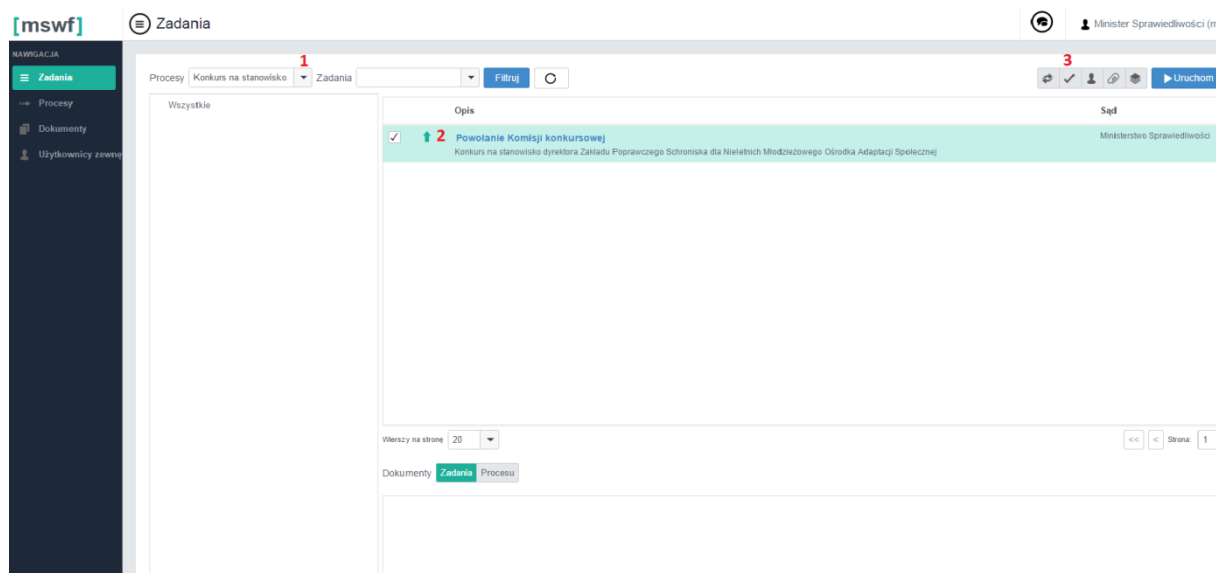 [mswf]
Zadania
Minister Sprawiedliwości (m
NAWIGACJA
Zadania
Procesy
Dokumenty
Użytkownicy zewnę
1
3
Procesy Konkurs na stanowisko Zadania Filtruj Uruchom
Wszystkie
Opis Sąd
2 Powołanie Komisji konkursowej Ministerstwo Sprawiedliwości
Konkurs na stanowisko dyrektora Zakładu Poprawczego Schroniska dla Nieletnich Młodzieżowego Ośrodka Adaptacji Społecznej
Wierszy na stronę 20 << < Strona: 1
Dokumenty Zadania Procesu